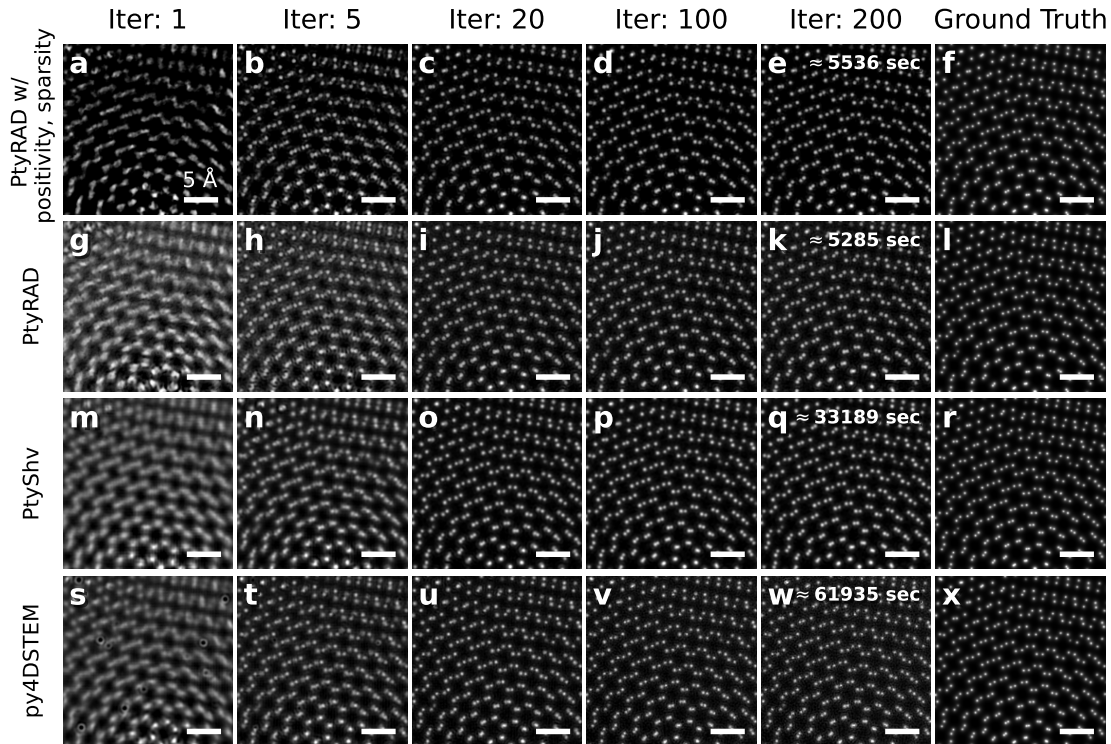 Iter: 1 Iter: 5 Iter: 20 Iter: 100 Iter: 200 Ground Truth
PtyRAD w/
positivity, sparsity
a b c d e ≈ 5536 sec f
5 Å
PtyRAD
g h i j k ≈ 5285 sec l
PtyShv
m n o p q ≈ 33189 sec r
py4DSTEM
s t u v w ≈ 61935 sec x